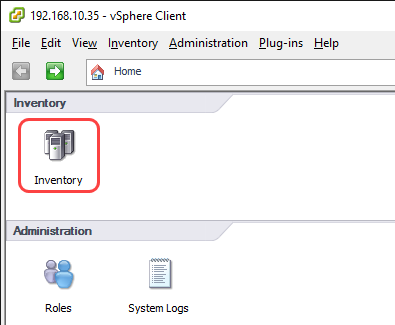 192.168.10.35 - vSphere Client
File Edit View Inventory Administration Plug-ins Help
Home
Inventory
Inventory
Administration
Roles System Logs